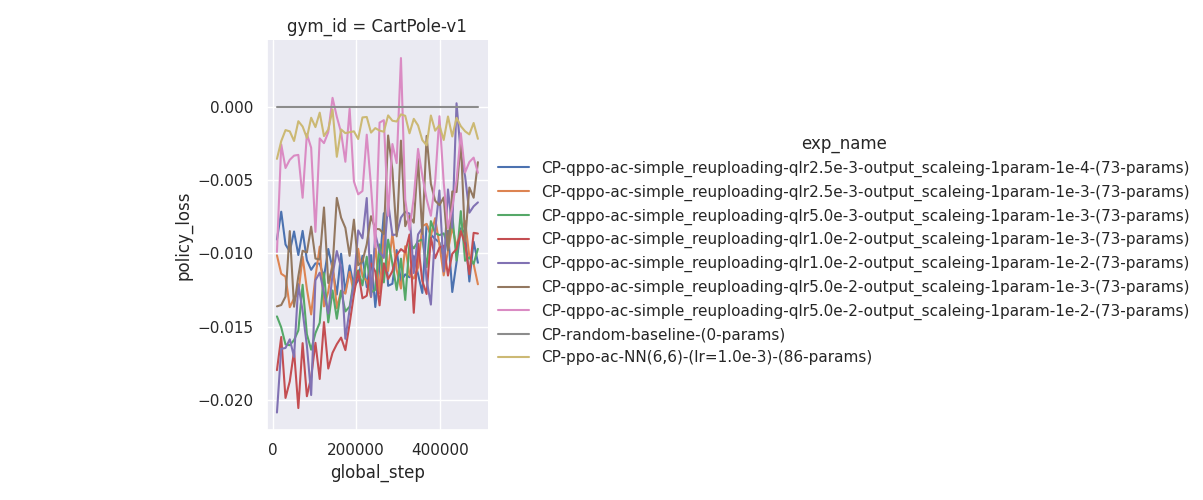 gym_id = CartPole-v1
policy_loss
0.000
−0.005
−0.010
−0.015
−0.020
0
200000
400000
global_step
exp_name
CP-qppo-ac-simple_reuploading-qlr2.5e-3-output_scaleing-1param-1e-4-(73-params)
CP-qppo-ac-simple_reuploading-qlr2.5e-3-output_scaleing-1param-1e-3-(73-params)
CP-qppo-ac-simple_reuploading-qlr5.0e-3-output_scaleing-1param-1e-3-(73-params)
CP-qppo-ac-simple_reuploading-qlr1.0e-2-output_scaleing-1param-1e-3-(73-params)
CP-qppo-ac-simple_reuploading-qlr1.0e-2-output_scaleing-1param-1e-2-(73-params)
CP-qppo-ac-simple_reuploading-qlr5.0e-2-output_scaleing-1param-1e-3-(73-params)
CP-qppo-ac-simple_reuploading-qlr5.0e-2-output_scaleing-1param-1e-2-(73-params)
CP-random-baseline-(0-params)
CP-ppo-ac-NN(6,6)-(lr=1.0e-3)-(86-params)